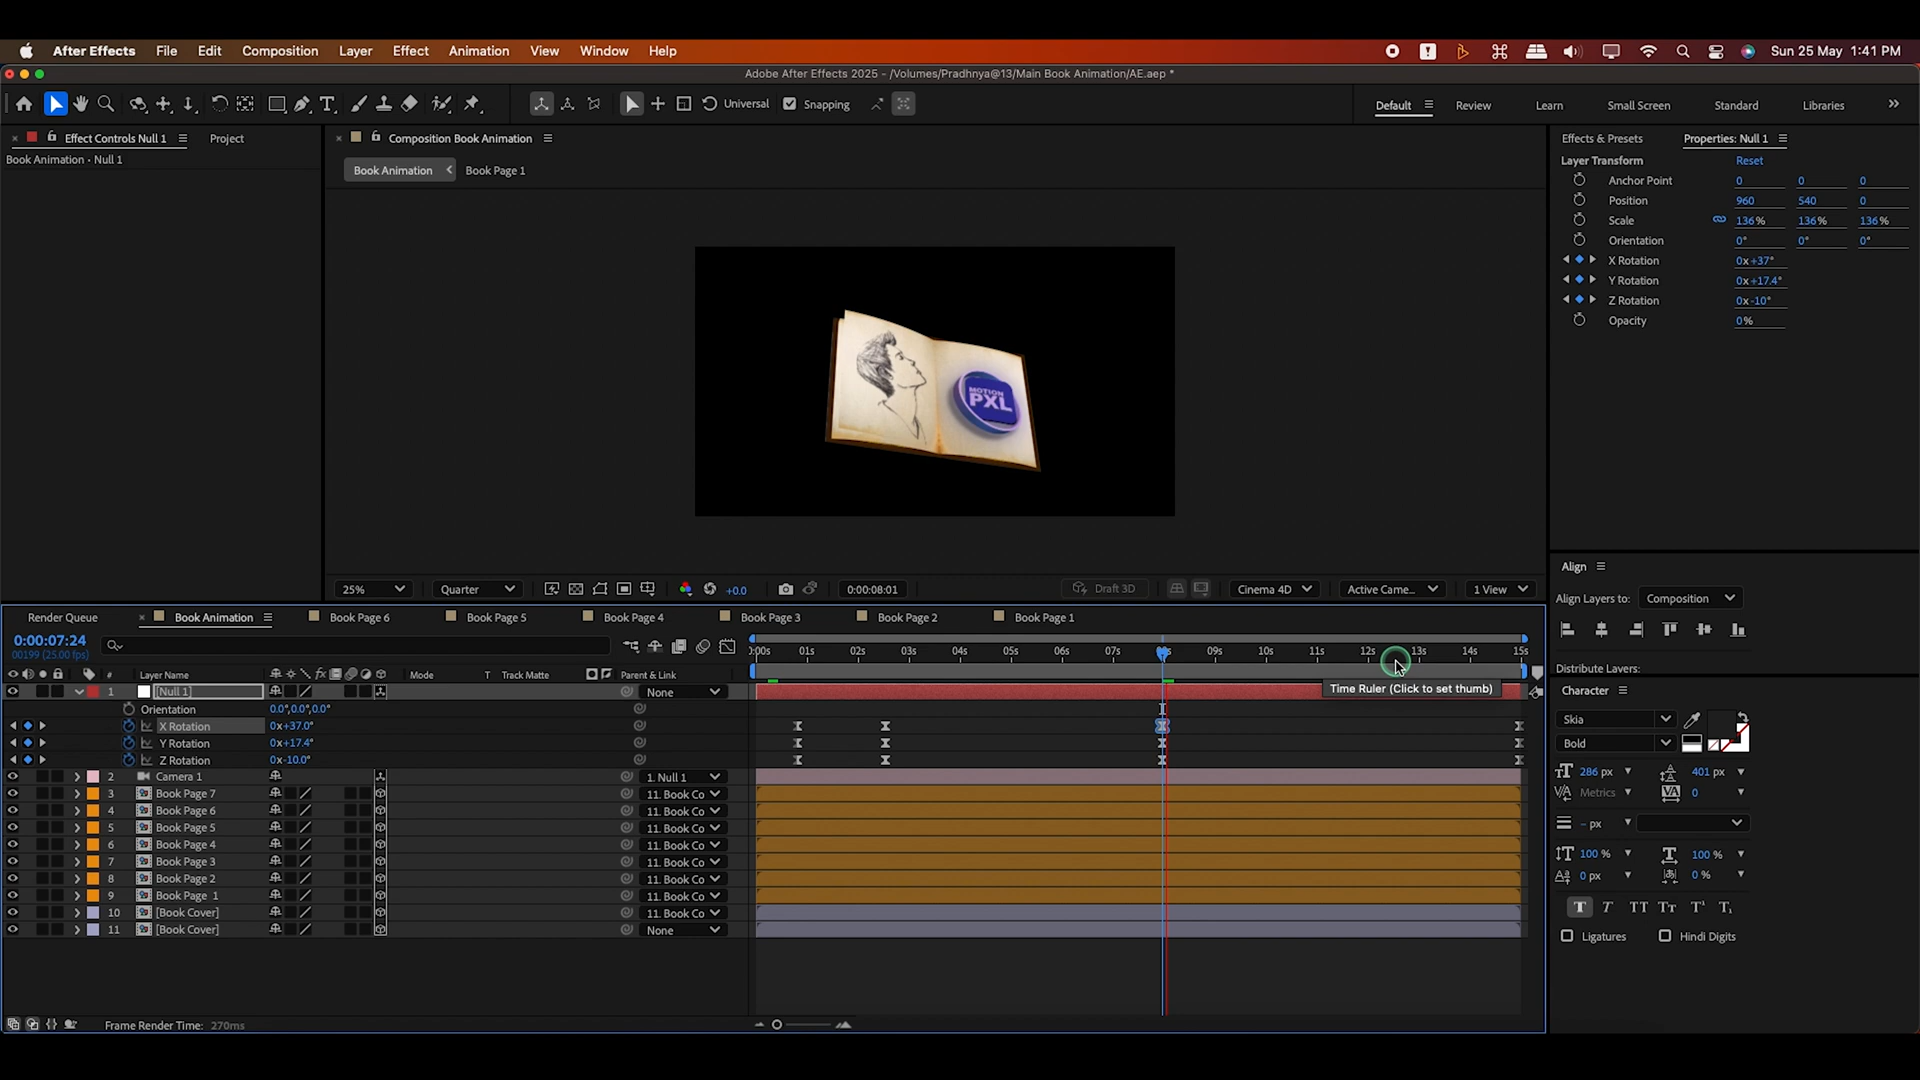 After Effects File Edit Composition Layer Effect Animation View Window Help Sun 25 May 1:41 PM
Adobe After Effects 2025 - /Volumes/Pradhnya@13/Main Book Animation/AE.aep *
Universal Snapping Default Review Learn Small Screen Standard Libraries
Effect Controls Null 1 Project
Book Animation • Null 1
Composition Book Animation
Book Animation Book Page 1
MOTION
PXL
25% Quarter +0.0 0:00:08:01 Draft 3D Cinema 4D Active Came... 1 View
Effects & Presets Properties: Null 1
Layer Transform Reset
Anchor Point 0 0 0
Position 960 540 0
Scale 136% 136% 136%
Orientation 0° 0° 0°
X Rotation 0x+37°
Y Rotation 0x+17.4°
Z Rotation 0x-10°
Opacity 0%
Align
Align Layers to: Composition
Distribute Layers:
Character
Skia
Bold
286 px 401 px
Metrics 0
- px
100 % 100 %
0 px 0 %
T T TT TT T¹ T₁
Ligatures Hindi Digits
Render Queue Book Animation Book Page 6 Book Page 5 Book Page 4 Book Page 3 Book Page 2 Book Page 1
0:00:07:24
00199 (25.00 fps)
:00s 01s 02s 03s 04s 05s 06s 07s 09s 10s 11s 12s 13s 14s 15s
# Layer Name Mode T Track Matte Parent & Link
1 [Null 1] None
Time Ruler (Click to set thumb)
Orientation 0.0°,0.0°,0.0°
X Rotation 0x+37.0°
Y Rotation 0x+17.4°
Z Rotation 0x-10.0°
2 Camera 1 1. Null 1
3 Book Page 7 11. Book Co
4 Book Page 6 11. Book Co
5 Book Page 5 11. Book Co
6 Book Page 4 11. Book Co
7 Book Page 3 11. Book Co
8 Book Page 2 11. Book Co
9 Book Page 1 11. Book Co
10 [Book Cover] 11. Book Co
11 [Book Cover] None
Frame Render Time: 270ms